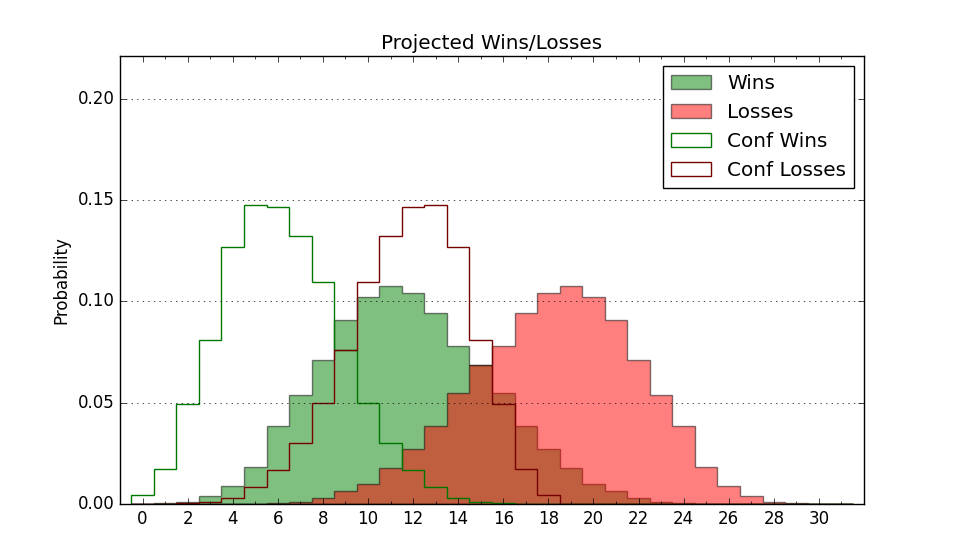 Projected Wins/Losses
Wins
Losses
Conf Wins
Conf Losses
Probability
0.20
0.15
0.10
0.05
0.00
0 2 4 6 8 10 12 14 16 18 20 22 24 26 28 30